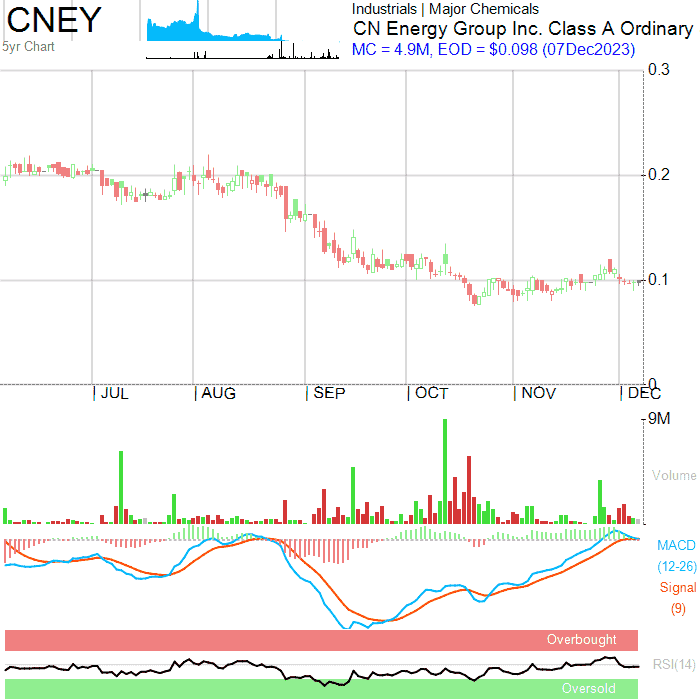 CNEY
5yr Chart
Industrials | Major Chemicals
CN Energy Group Inc. Class A Ordinary
MC = 4.9M, EOD = $0.098 (07Dec2023)
0.3
0.2
0.1
0
JUL AUG SEP OCT NOV DEC
9M
Volume
MACD
(12-26)
Signal
(9)
Overbought
RSI(14)
Oversold